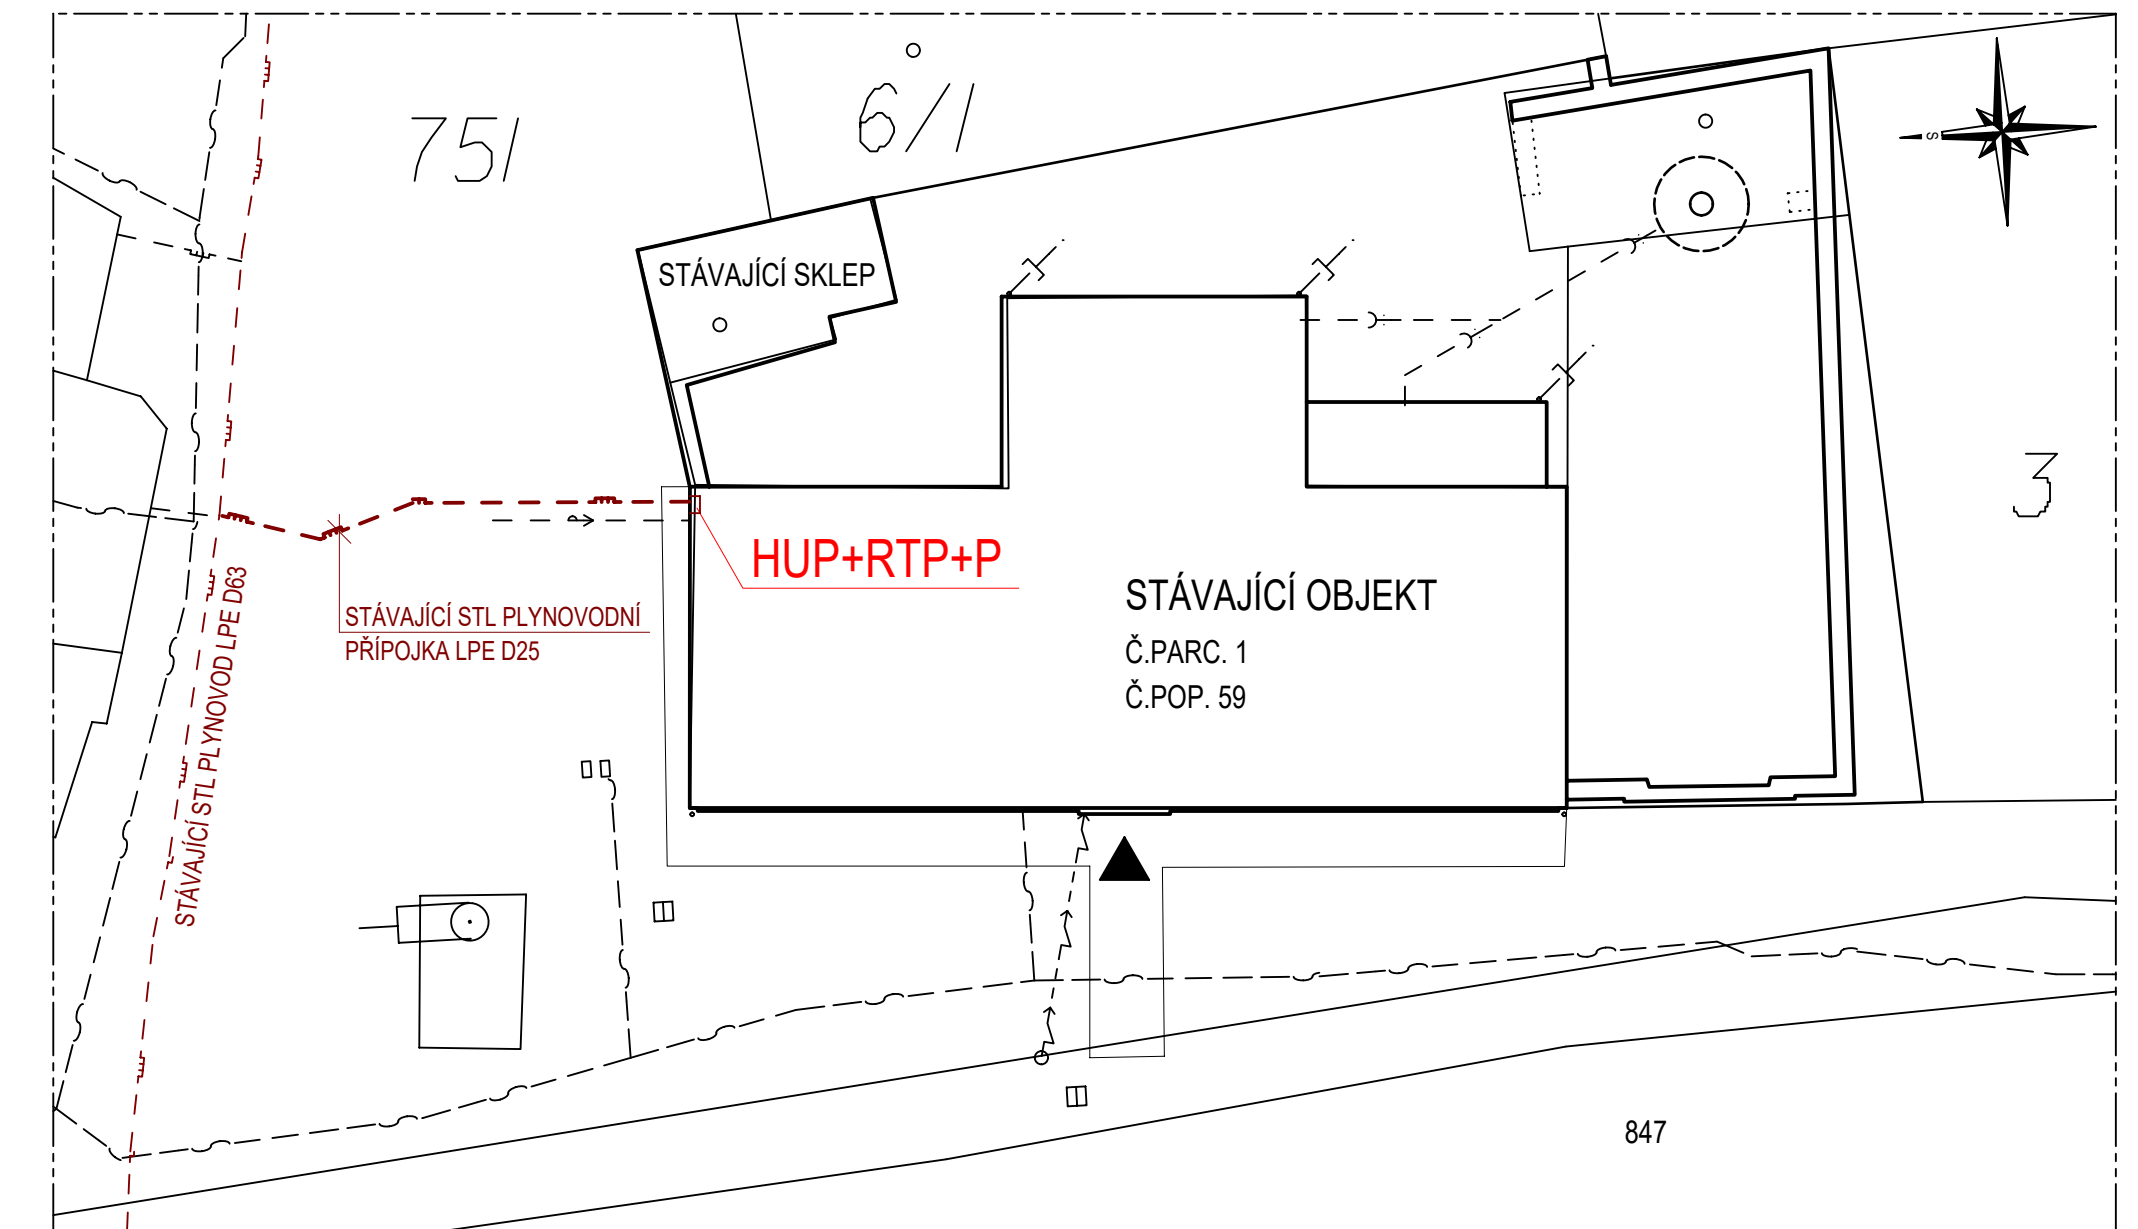 751
6/1
S
STÁVAJÍCÍ SKLEP
3
HUP+RTP+P
STÁVAJÍCÍ OBJEKT
Č.PARC. 1
Č.POP. 59
STÁVAJÍCÍ STL PLYNOVODNÍ
PŘÍPOJKA LPE D25
STÁVAJÍCÍ STL PLYNOVOD LPE D63
847